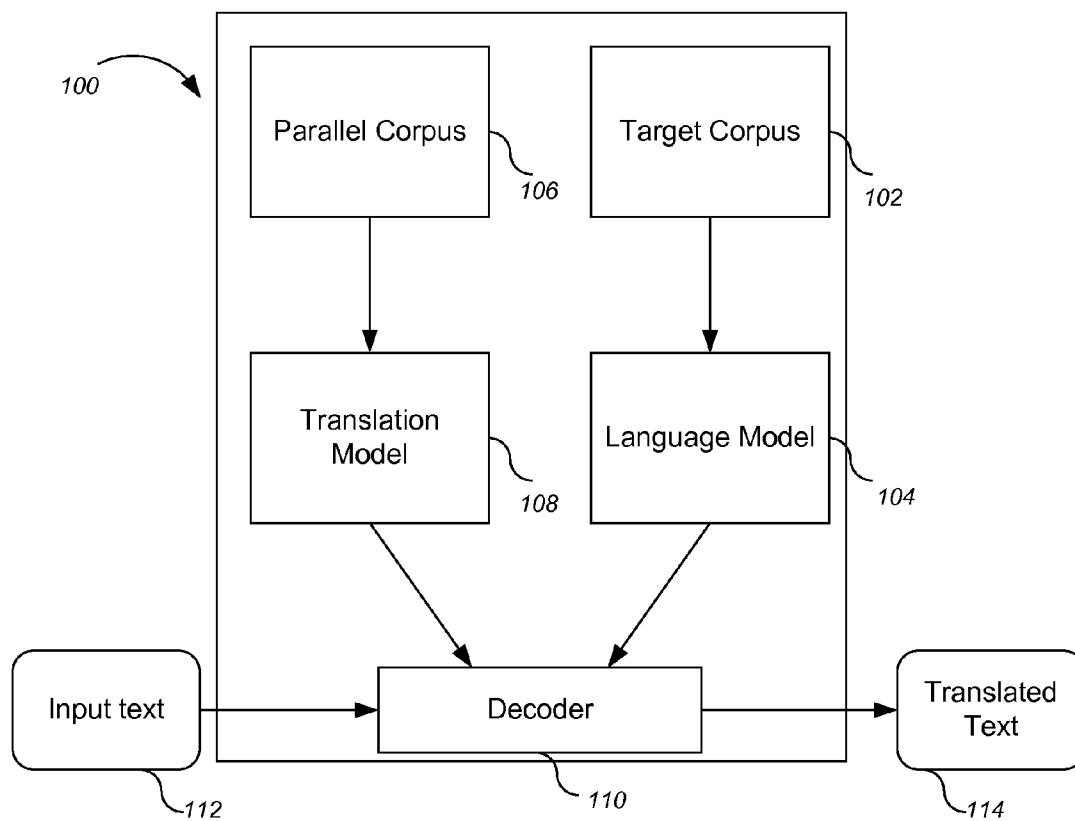 100
Parallel Corpus
106
Target Corpus
102
Translation
Model
108
Language Model
104
Input text
112
Decoder
110
Translated
Text
114